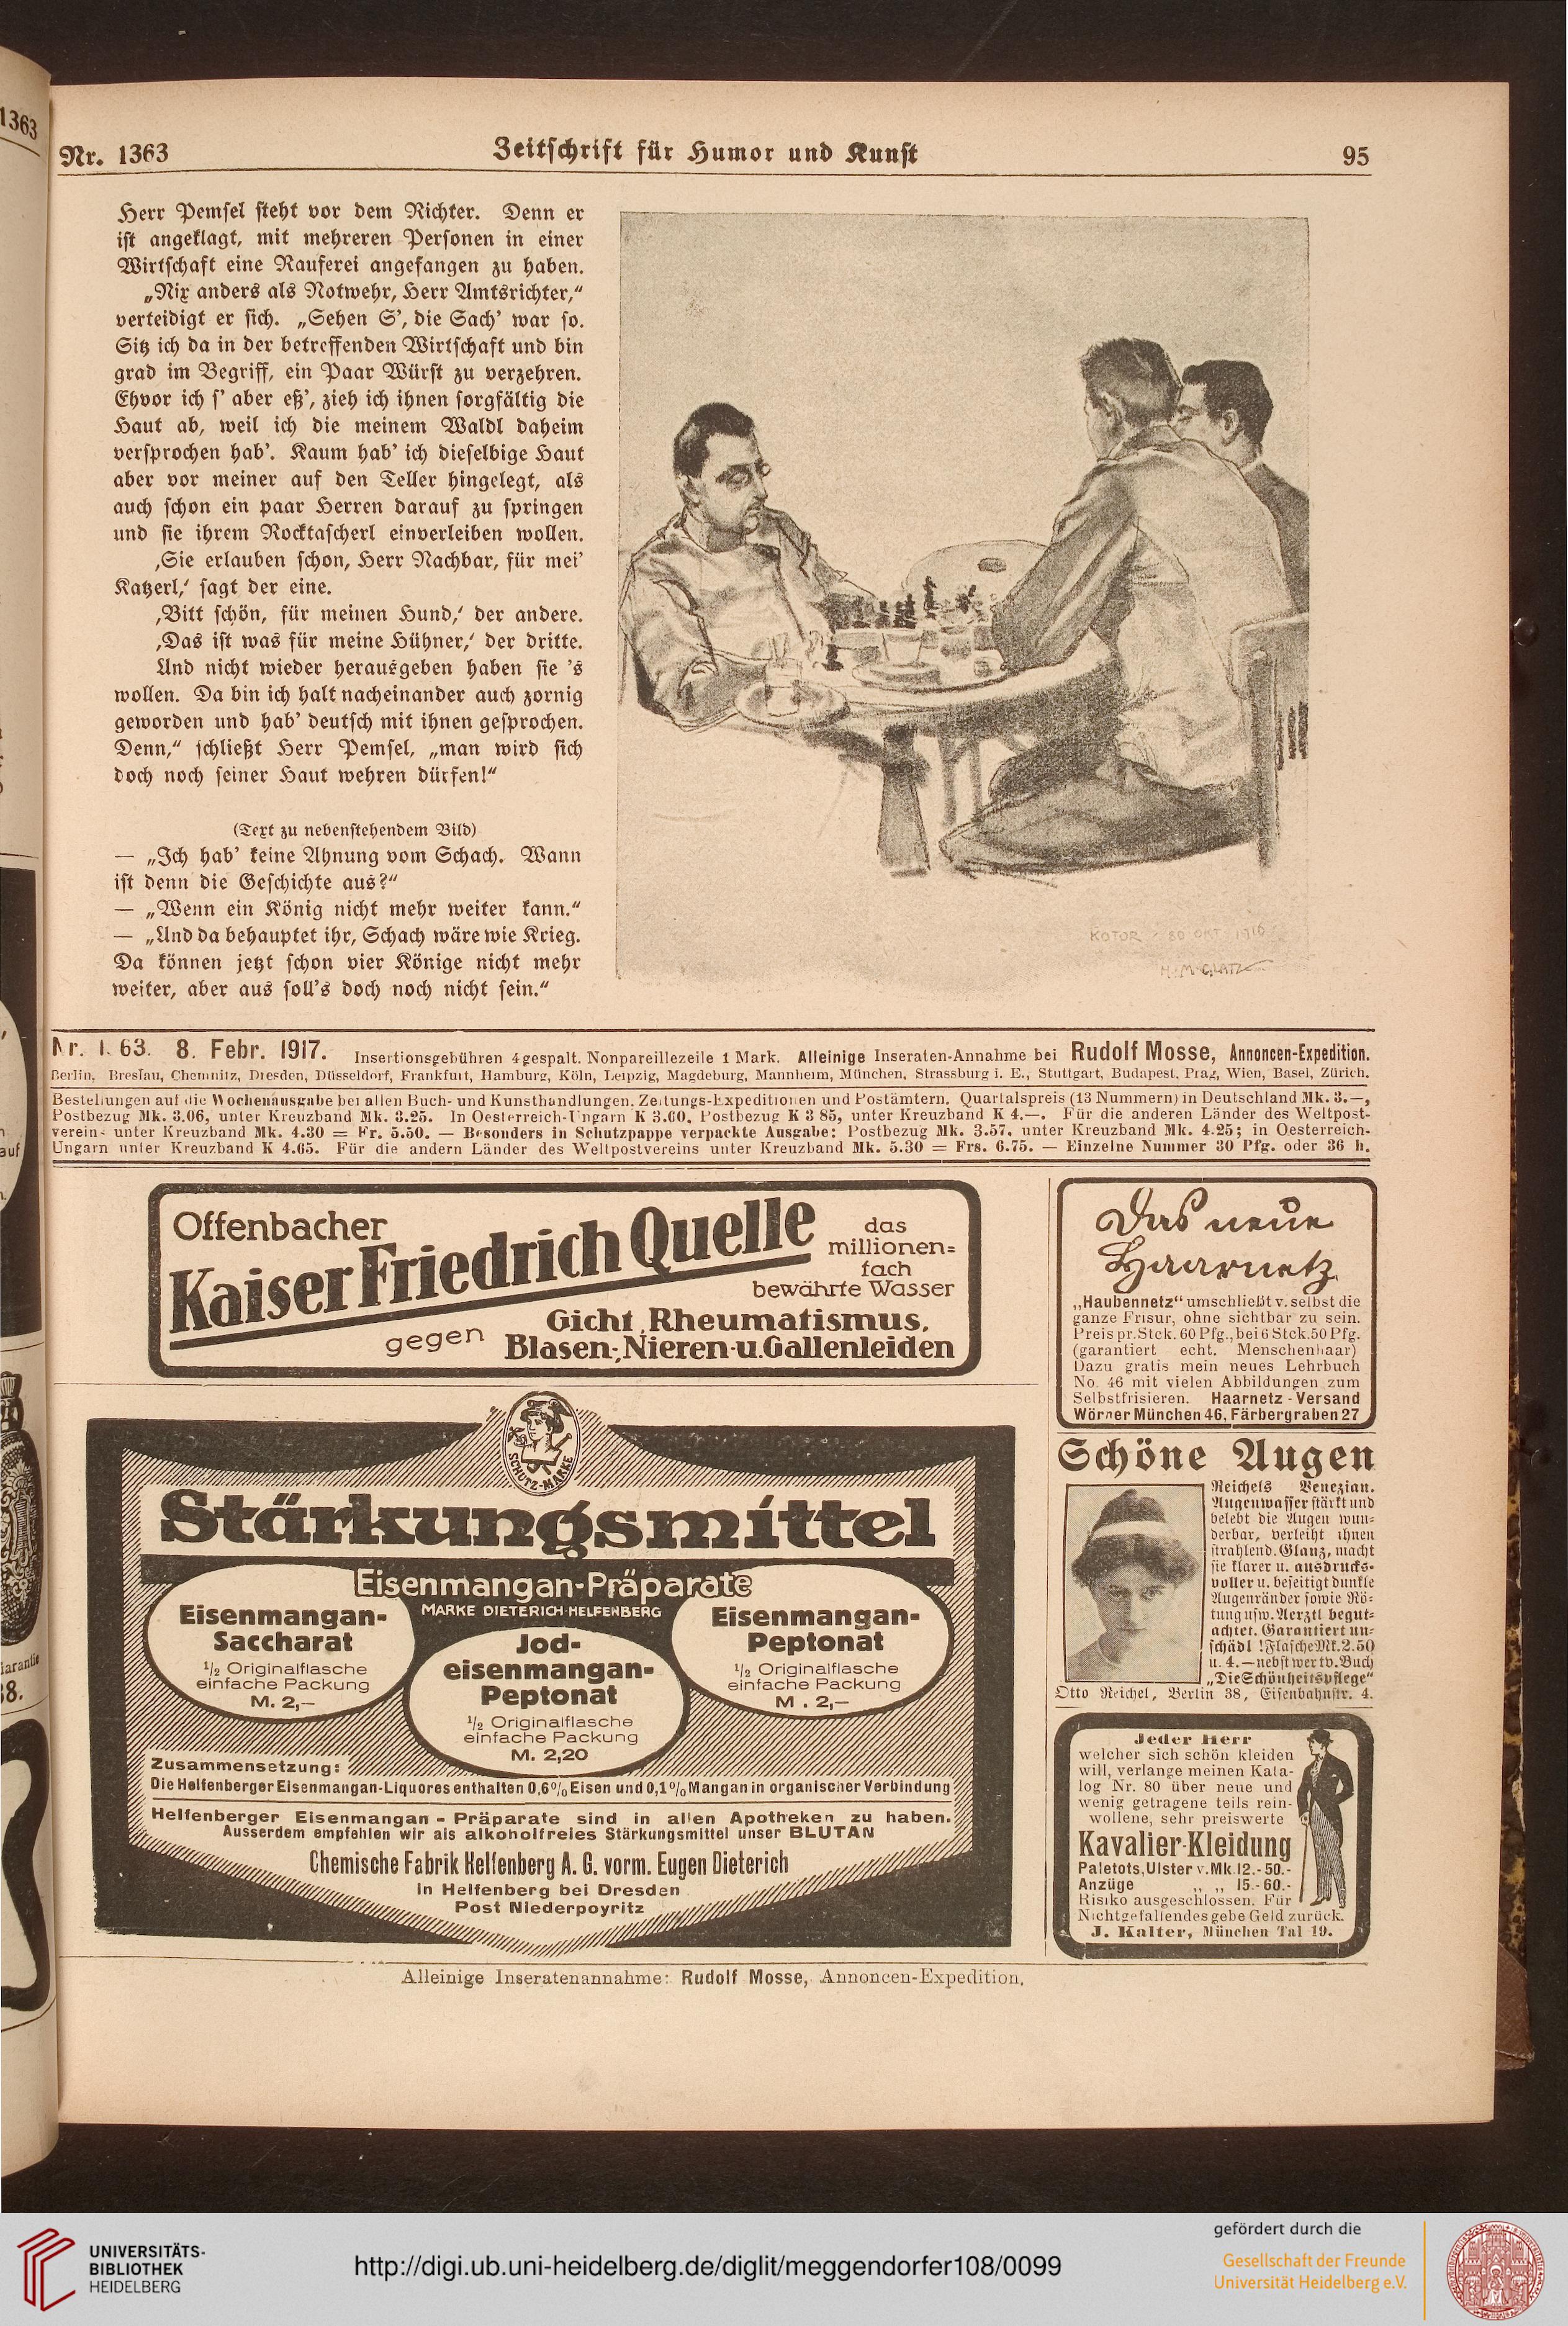 1363
Nr. 1363
Zeitschrift für Humor und Kunst
95
Herr Pemsel steht vor dem Richter. Denn er
ist angeklagt, mit mehreren Personen in einer
Wirtschaft eine Rauferei angefangen zu haben.
„Nix anders als Notwehr, Herr Amtsrichter,“
verteidigt er sich. „Sehen S', die Sach' war so.
Sitz ich da in der betreffenden Wirtschaft und bin
grad im Begriff, ein Paar Würst zu verzehren.
Ehvor ich s' aber eß', zieh ich ihnen sorgfältig die
Haut ab, weil ich die meinem Waldl daheim
versprochen hab'. Kaum hab' ich dieselbige Haut
aber vor meiner auf den Teller hingelegt, als
auch schon ein paar Herren darauf zu springen
und sie ihrem Rocktascherl einverleiben wollen.
‚Sie erlauben schon, Herr Nachbar, für mei'
Katzerl,‘ sagt der eine.
‚Bitt schön, für meinen Hund,‘ der andere.
‚Das ist was für meine Hühner,‘ der dritte.
Und nicht wieder herausgeben haben sie 's
wollen. Da bin ich halt nacheinander auch zornig
geworden und hab' deutsch mit ihnen gesprochen.
Denn,“ schließt Herr Pemsel, „man wird sich
doch noch seiner Haut wehren dürfen!“
(Text zu nebenstehendem Bild)
— „Ich hab' keine Ahnung vom Schach. Wann
ist denn die Geschichte aus?“
— „Wenn ein König nicht mehr weiter kann.“
— „Und da behauptet ihr, Schach wäre wie Krieg.
Da können jetzt schon vier Könige nicht mehr
weiter, aber aus soll's doch noch nicht sein.“
KOTOR 30 OKT. 1916
H. M. GLATZ
Nr. 1363. 8. Febr. 1917. Insertionsgebühren 4gespalt. Nonpareillezeile 1 Mark. Alleinige Inseraten-Annahme bei Rudolf Mosse, Annoncen-Expedition.
Berlin, Breslau, Chemnitz, Dresden, Düsseldorf, Frankfurt, Hamburg, Köln, Leipzig, Magdeburg, Mannheim, München, Strassburg i. E., Stuttgart, Budapest, Prag, Wien, Basel, Zürich.
Bestellungen auf die Wochenausgabe bei allen Buch- und Kunsthandlungen, Zeitungs-Expeditionen und Postämtern. Quartalspreis (13 Nummern) in Deutschland Mk. 3.—,
Postbezug Mk. 3.06, unter Kreuzband Mk. 3.25. In Oesterreich-Ungarn K 3.60, Postbezug K 3 85, unter Kreuzband K 4.—. Für die anderen Länder des Weltpost-
vereins unter Kreuzband Mk. 4.30 = Fr. 5.50. — Besonders in Schutzpappe verpackte Ausgabe: Postbezug Mk. 3.57, unter Kreuzband Mk. 4.25; in Oesterreich-
Ungarn unter Kreuzband K 4.65. Für die andern Länder des Weltpostvereins unter Kreuzband Mk. 5.30 = Frs. 6.75. — Einzelne Nummer 30 Pfg. oder 36 h.
Offenbacher
Kaiser Friedrich Quelle
das
millionen=
fach
bewährte Wasser
gegen
Gicht, Rheumatismus,
Blasen-, Nieren- u. Gallenleiden
SCHUTZ-MARKE
Stärkungsmittel
Eisenmangan-Präparate
MARKE DIETERICH-HELFENBERG
Eisenmangan-
Saccharat
1/2 Originalflasche
einfache Packung
M. 2,—
Jod-
eisenmangan-
Peptonat
1/2 Originalflasche
einfache Packung
M. 2,20
Eisenmangan-
Peptonat
1/2 Originalflasche
einfache Packung
M. 2,—
Zusammensetzung:
Die Helfenberger Eisenmangan-Liquores enthalten 0,6% Eisen und 0,1% Mangan in organischer Verbindung
Helfenberger Eisenmangan - Präparate sind in allen Apotheken zu haben.
Ausserdem empfehlen wir als alkoholfreies Stärkungsmittel unser BLUTAN
Chemische Fabrik Helfenberg A. G. vorm. Eugen Dieterich
in Helfenberg bei Dresden
Post Niederpoyritz
Das neue
Haarnetz
„Haubennetz“ umschließt v. selbst die
ganze Frisur, ohne sichtbar zu sein.
Preis pr. Stck. 60 Pfg., bei 6 Stck. 50 Pfg.
(garantiert echt. Menschenhaar)
Dazu gratis mein neues Lehrbuch
No. 46 mit vielen Abbildungen zum
Selbstfrisieren. Haarnetz - Versand
Wörner München 46, Färbergraben 27
Schöne Augen
Reichels Venezian.
Augenwasser stärkt und
belebt die Augen wun=
derbar, verleiht ihnen
strahlend. Glanz, macht
sie klarer u. ausdrucks=
voller u. beseitigt dunkle
Augenränder sowie Rö=
tung usw. Aerztl. begut=
achtet. Garantiert un=
schädl.! Flasche Mk. 2.50
u. 4.— nebst wertv. Buch
„Die Schönheitspflege“
Otto Reichel, Berlin 38, Eisenbahnstr. 4.
Jeder Herr
welcher sich schön kleiden
will, verlange meinen Kata-
log Nr. 80 über neue und
wenig getragene teils rein-
wollene, sehr preiswerte
Kavalier-Kleidung
Paletots, Ulster v. Mk. 12.- 50.-
Anzüge „ „ 15.- 60.-
Risiko ausgeschlossen. Für
Nichtgefallendes gebe Geld zurück.
J. Kalter, München Tal 19.
Alleinige Inseratenannahme: Rudolf Mosse, Annoncen-Expedition.
UNIVERSITÄTS-
BIBLIOTHEK
HEIDELBERG
http://digi.ub.uni-heidelberg.de/diglit/meggendorfer108/0099
gefördert durch die
Gesellschaft der Freunde
Universität Heidelberg e.V.